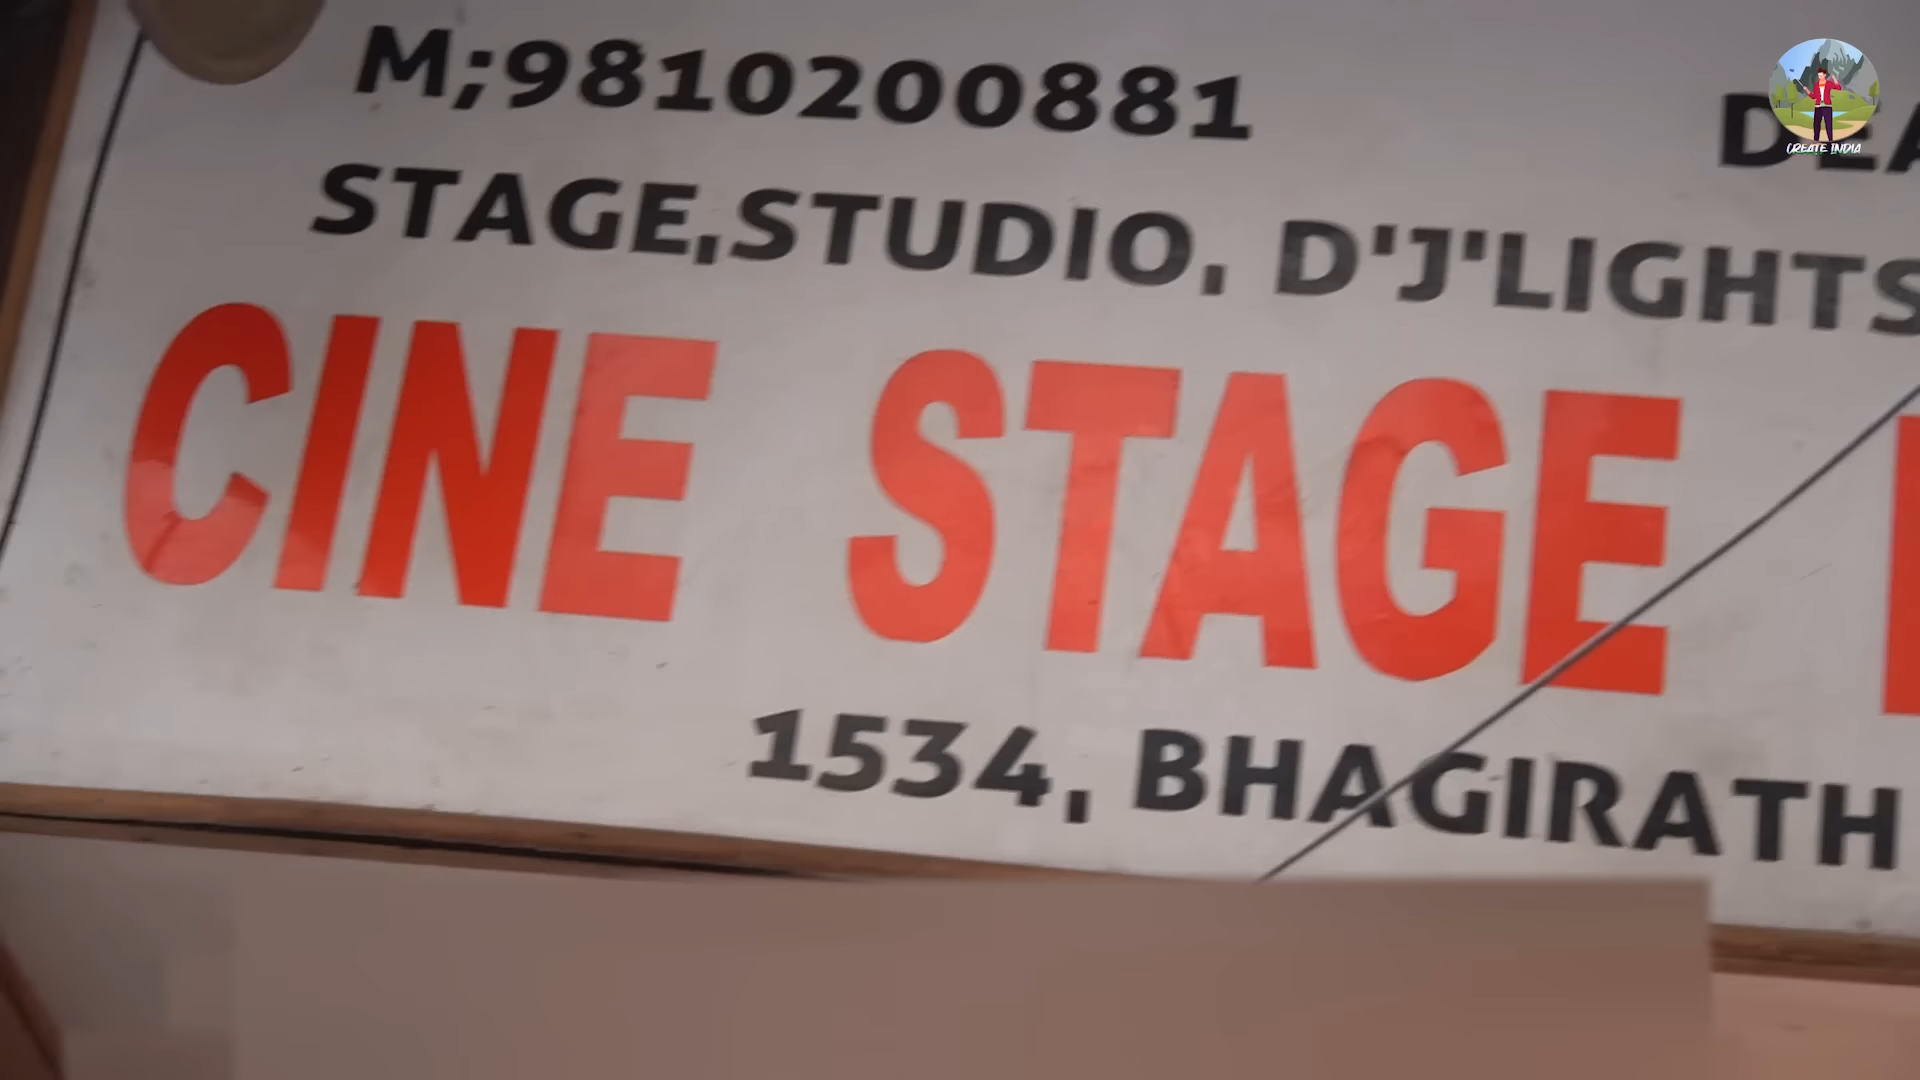 M;9810200881
STAGE,STUDIO, D'J'LIGHTS
CINE STAGE
1534, BHAGIRATH
CREATE INDIA